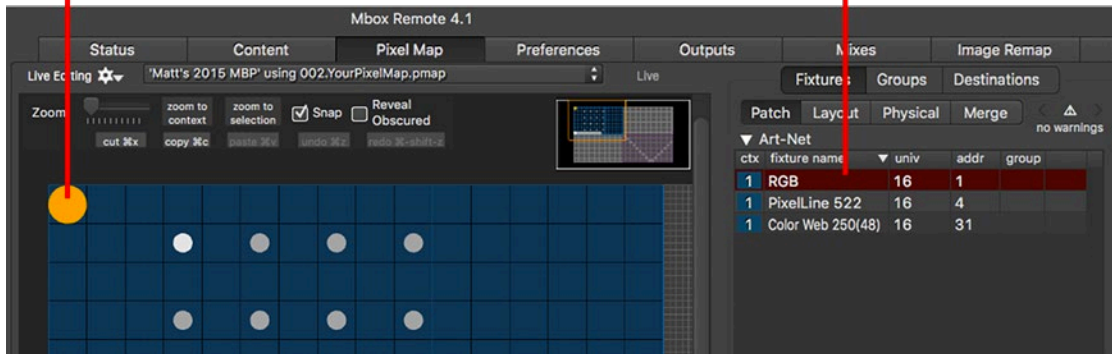 Mbox Remote 4.1
Status Content Pixel Map Preferences Outputs Mixes Image Remap
Live Editing 'Matt's 2015 MBP' using 002.YourPixelMap.pmap Live
Fixtures Groups Destinations
Zoom zoom to context zoom to selection Snap Reveal Obscured
Patch Layout Physical Merge no warnings
cut ⌘x copy ⌘c paste ⌘v undo ⌘z redo ⌘-shift-z
Art-Net
ctx fixture name univ addr group
1 RGB 16 1
1 PixelLine 522 16 4
1 Color Web 250(48) 16 31